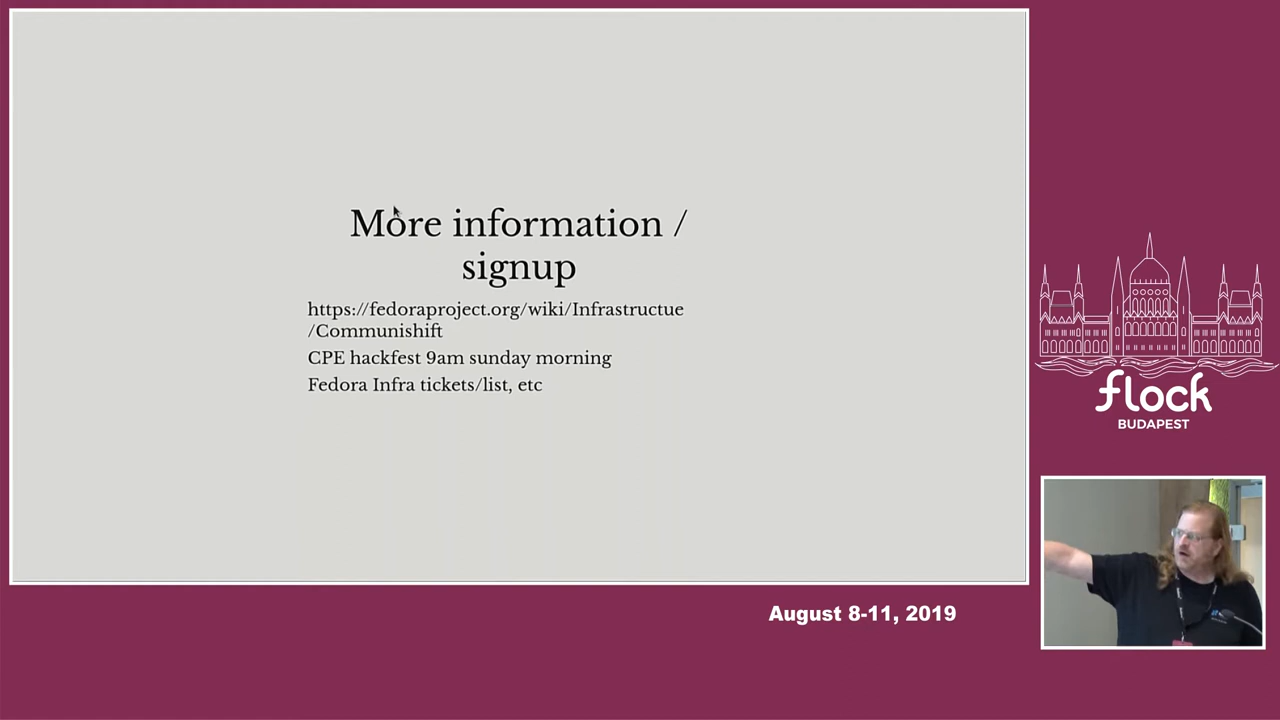 More information /
signup
https://fedoraproject.org/wiki/Infrastructue
/Communishift
CPE hackfest 9am sunday morning
Fedora Infra tickets/list, etc
flock
BUDAPEST
August 8-11, 2019